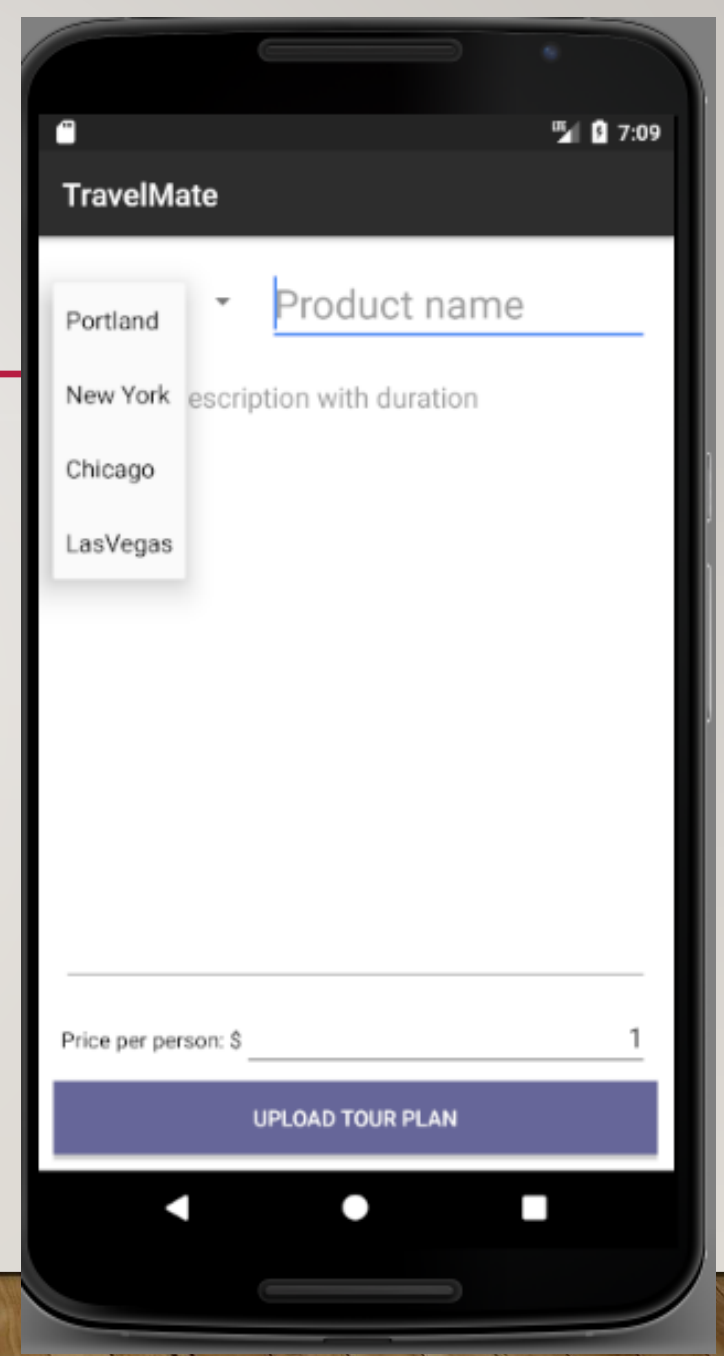 7:09
TravelMate
Portland
Product name
New York
escription with duration
Chicago
LasVegas
Price per person: $ 1
UPLOAD TOUR PLAN